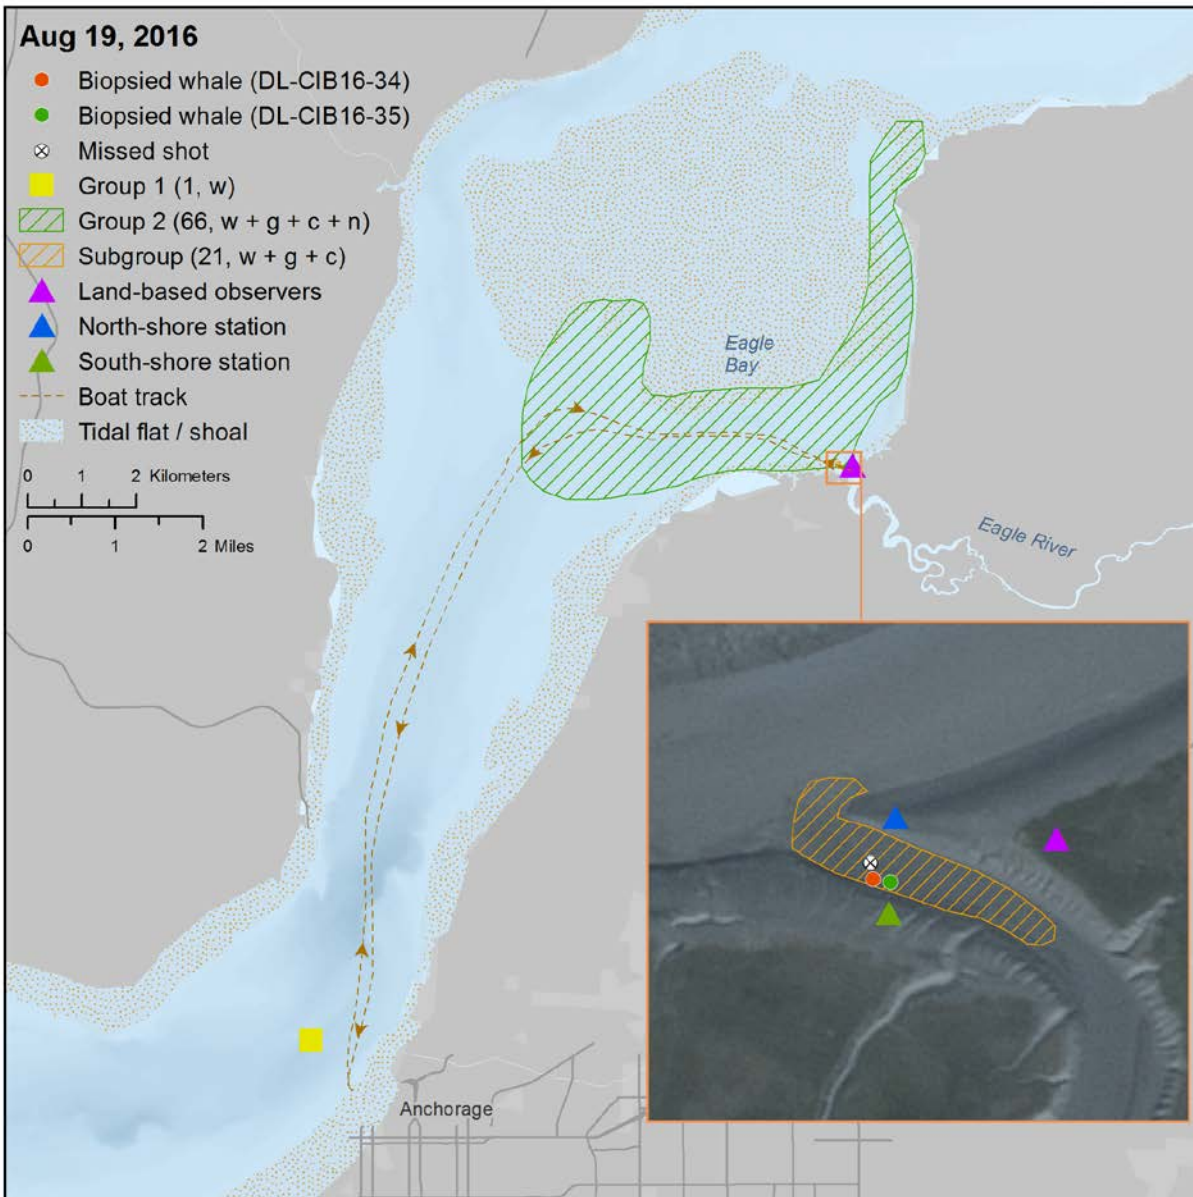 Aug 19, 2016
Biopsied whale (DL-CIB16-34)
Biopsied whale (DL-CIB16-35)
Missed shot
Group 1 (1, w)
Group 2 (66, w + g + c + n)
Subgroup (21, w + g + c)
Land-based observers
North-shore station
South-shore station
Boat track
Tidal flat / shoal
0 1 2 Kilometers
0 1 2 Miles
Eagle
Bay
Eagle River
Anchorage